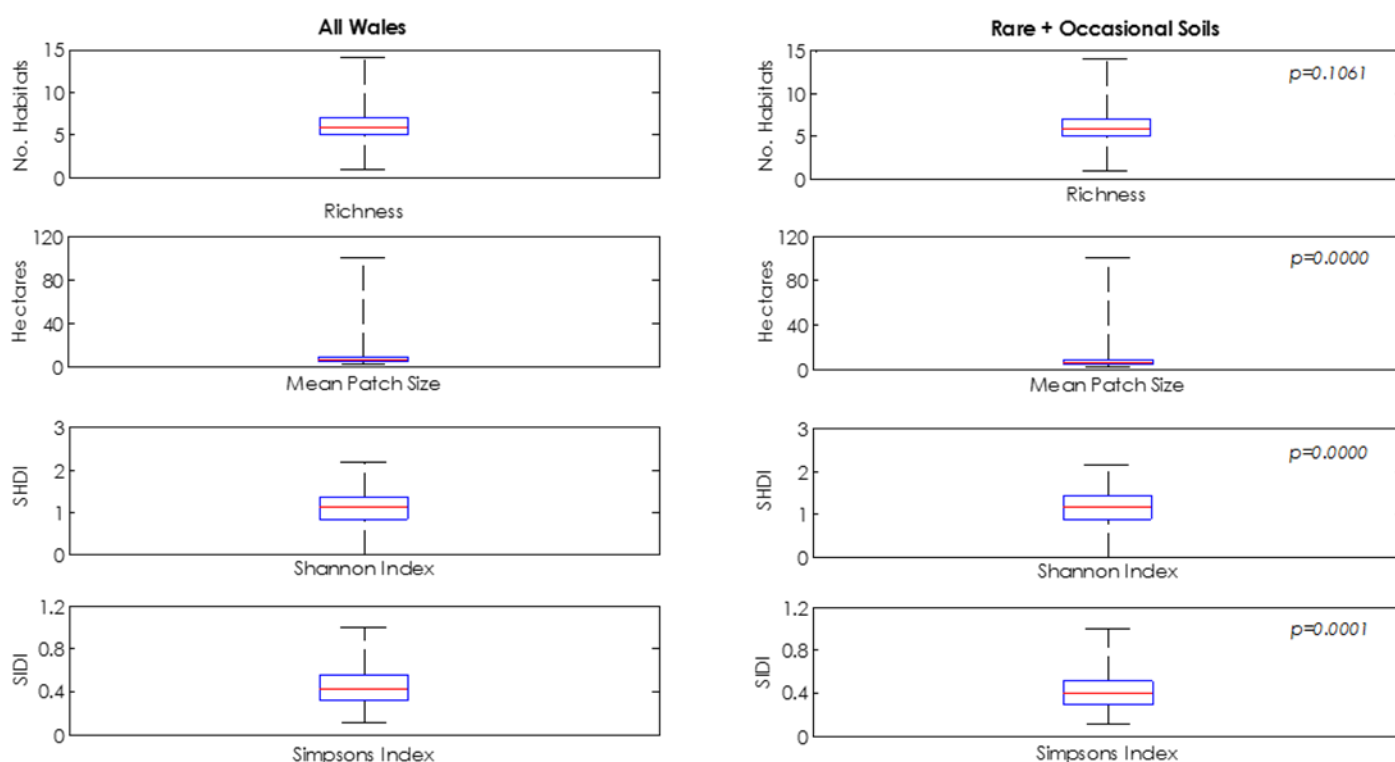 All Wales
No. Habitats
15
10
5
0
Richness
Hectares
120
80
40
0
Mean Patch Size
SHDI
3
2
1
0
Shannon Index
SIDI
1.2
0.8
0.4
0
Simpsons Index
Rare + Occasional Soils
No. Habitats
15
10
5
0
p=0.1061
Richness
Hectares
120
80
40
0
p=0.0000
Mean Patch Size
SHDI
3
2
1
0
p=0.0000
Shannon Index
SIDI
1.2
0.8
0.4
0
p=0.0001
Simpsons Index